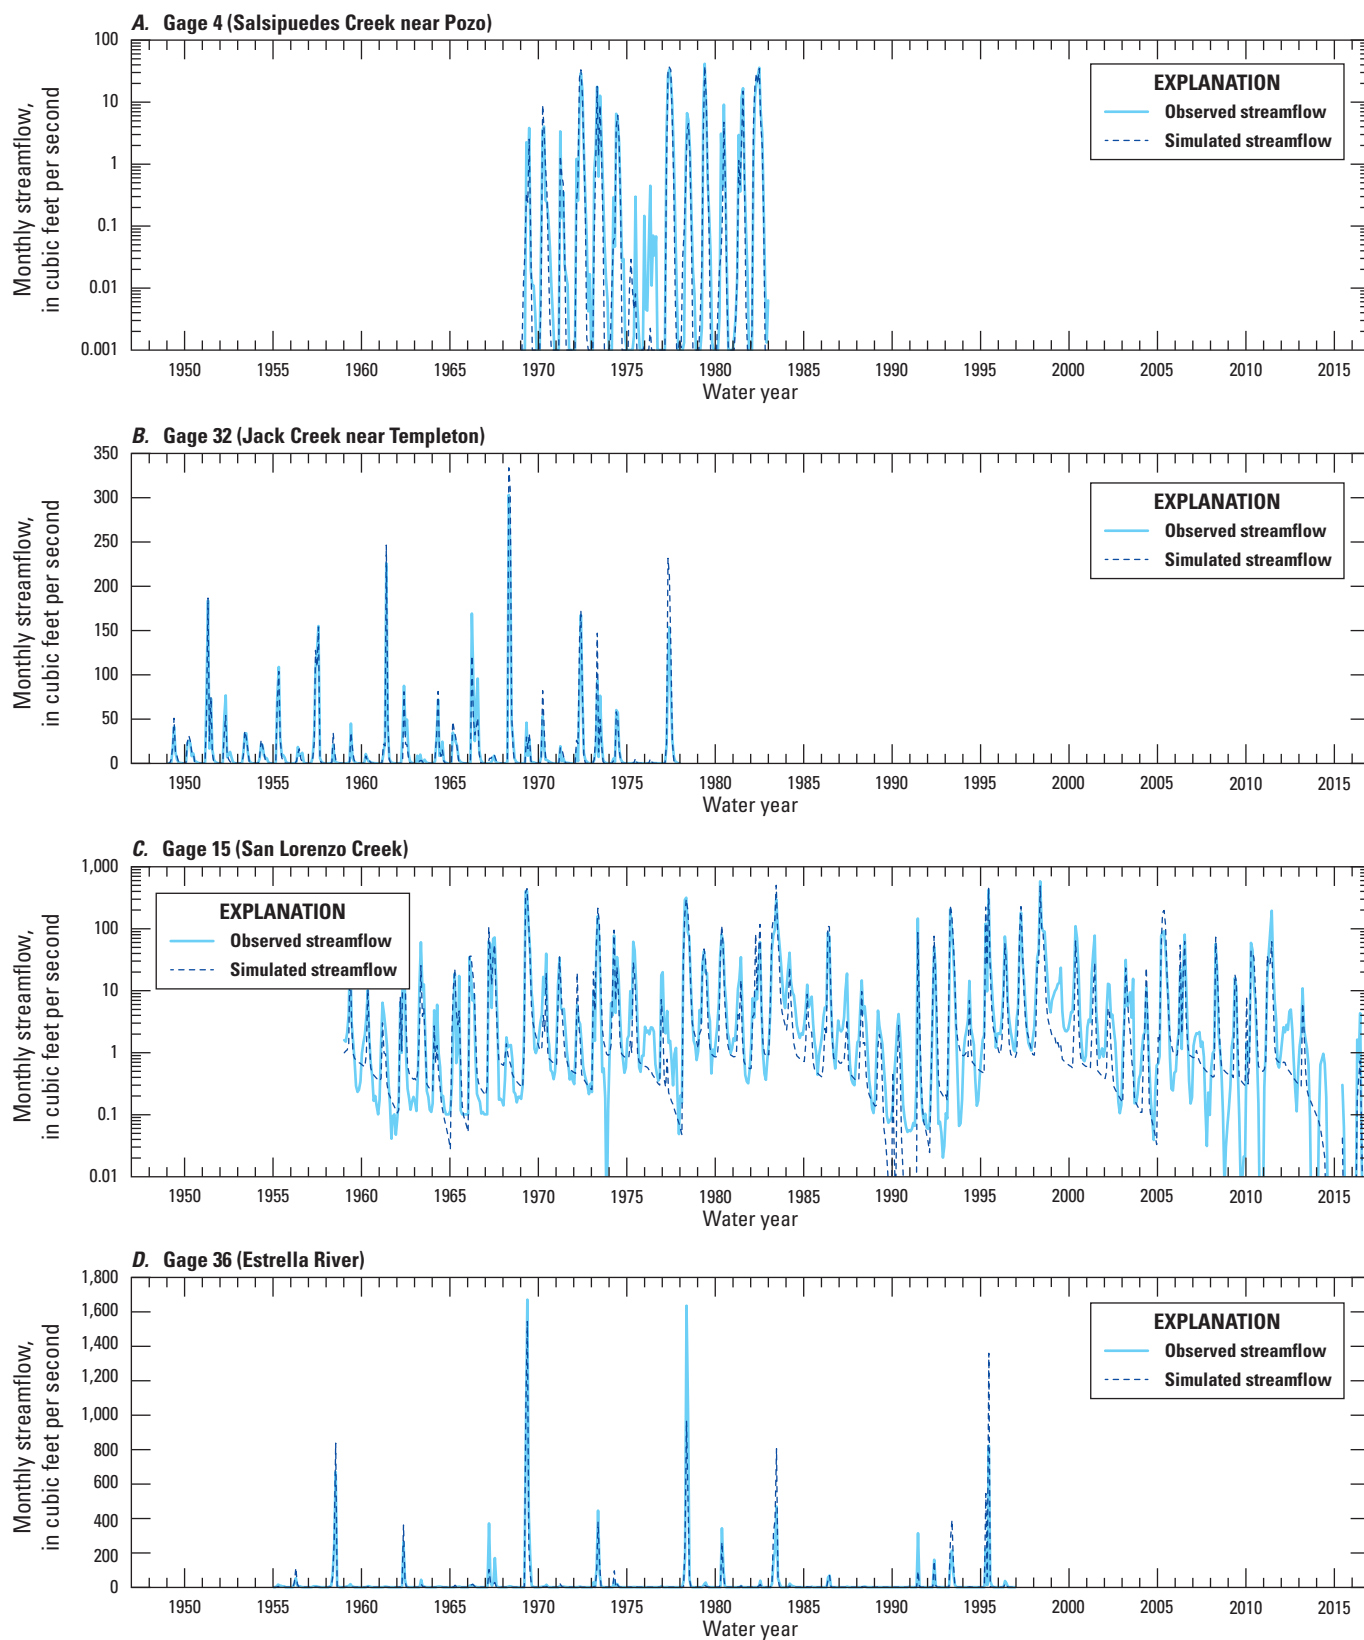 A. Gage 4 (Salsipuedes Creek near Pozo)
Monthly streamflow,
in cubic feet per second
100
10
1
0.1
0.01
0.001
EXPLANATION
Observed streamflow
Simulated streamflow
1950 1955 1960 1965 1970 1975 1980 1985 1990 1995 2000 2005 2010 2015
Water year
B. Gage 32 (Jack Creek near Templeton)
Monthly streamflow,
in cubic feet per second
350
300
250
200
150
100
50
0
EXPLANATION
Observed streamflow
Simulated streamflow
1950 1955 1960 1965 1970 1975 1980 1985 1990 1995 2000 2005 2010 2015
Water year
C. Gage 15 (San Lorenzo Creek)
Monthly streamflow,
in cubic feet per second
1,000
100
10
1
0.1
0.01
EXPLANATION
Observed streamflow
Simulated streamflow
1950 1955 1960 1965 1970 1975 1980 1985 1990 1995 2000 2005 2010 2015
Water year
D. Gage 36 (Estrella River)
Monthly streamflow,
in cubic feet per second
1,800
1,600
1,400
1,200
1,000
800
600
400
200
0
EXPLANATION
Observed streamflow
Simulated streamflow
1950 1955 1960 1965 1970 1975 1980 1985 1990 1995 2000 2005 2010 2015
Water year